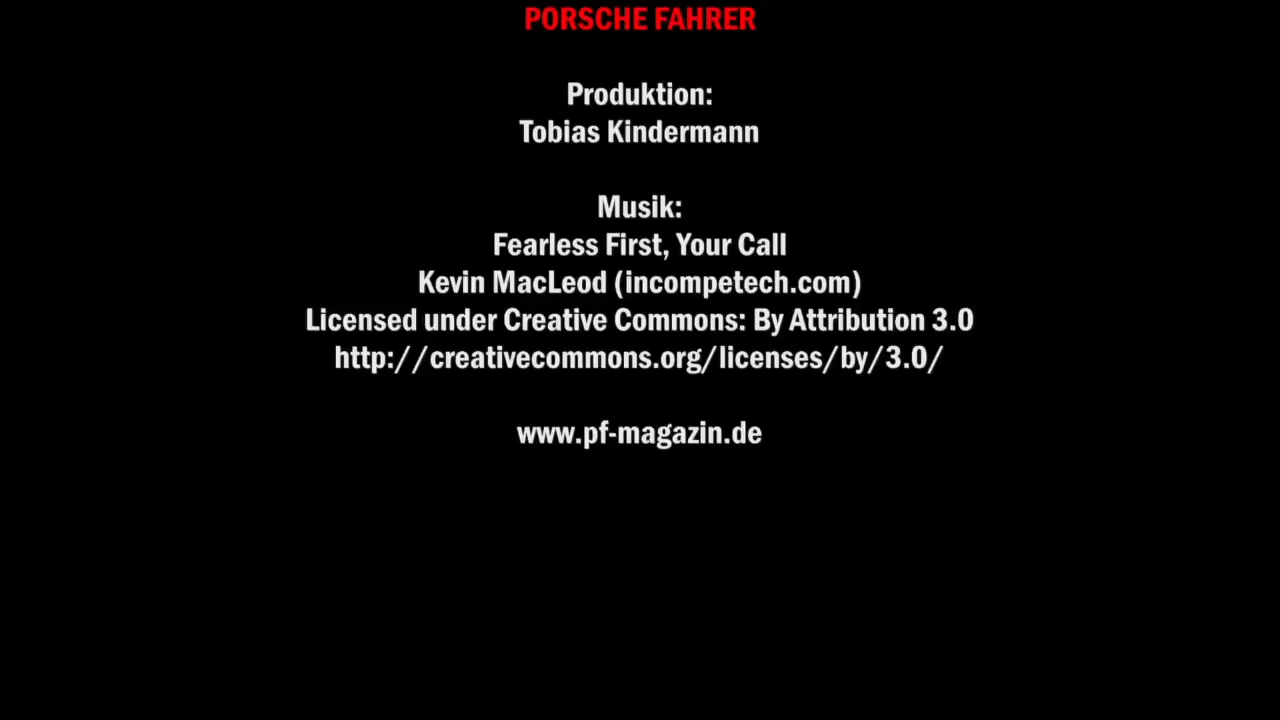 PORSCHE FAHRER
Produktion:
Tobias Kindermann
Musik:
Fearless First, Your Call
Kevin MacLeod (incompetech.com)
Licensed under Creative Commons: By Attribution 3.0
http://creativecommons.org/licenses/by/3.0/
www.pf-magazin.de